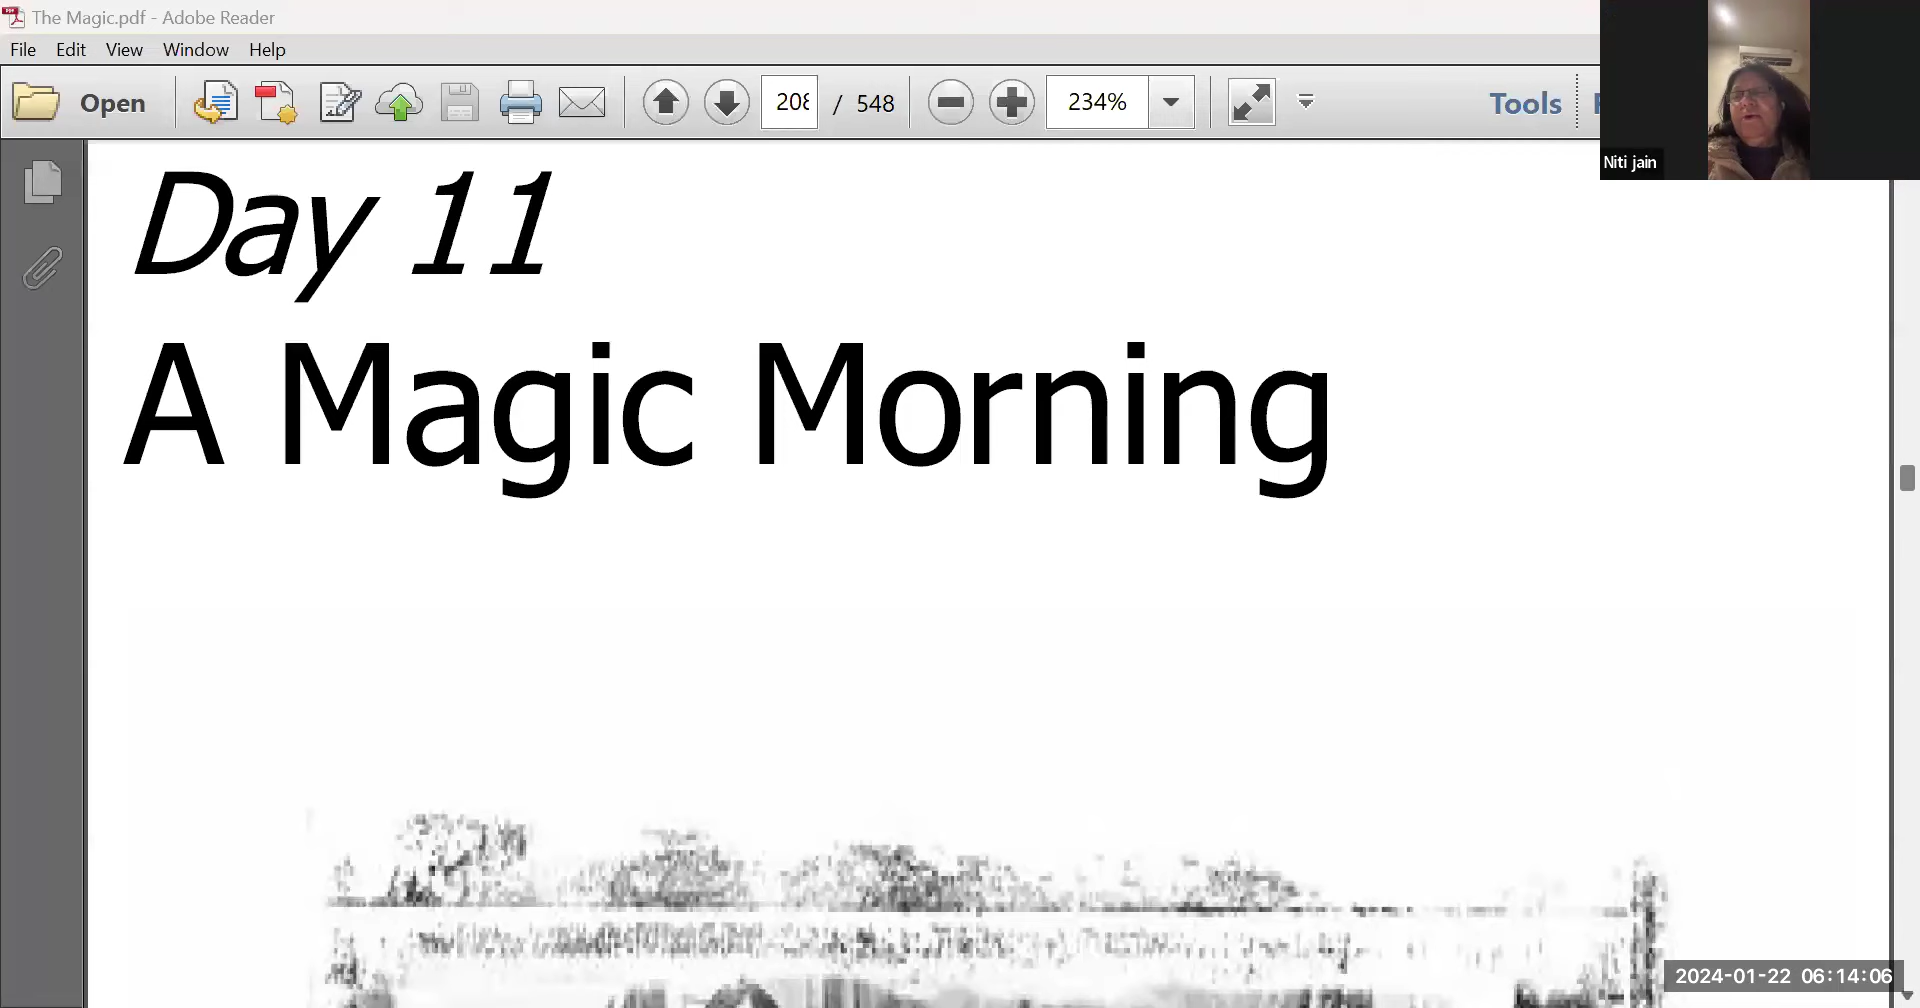 The Magic.pdf - Adobe Reader
File Edit View Window Help
Open 208 / 548 234% Tools
Niti jain
Day 11
A Magic Morning
2024-01-22 06:14:06